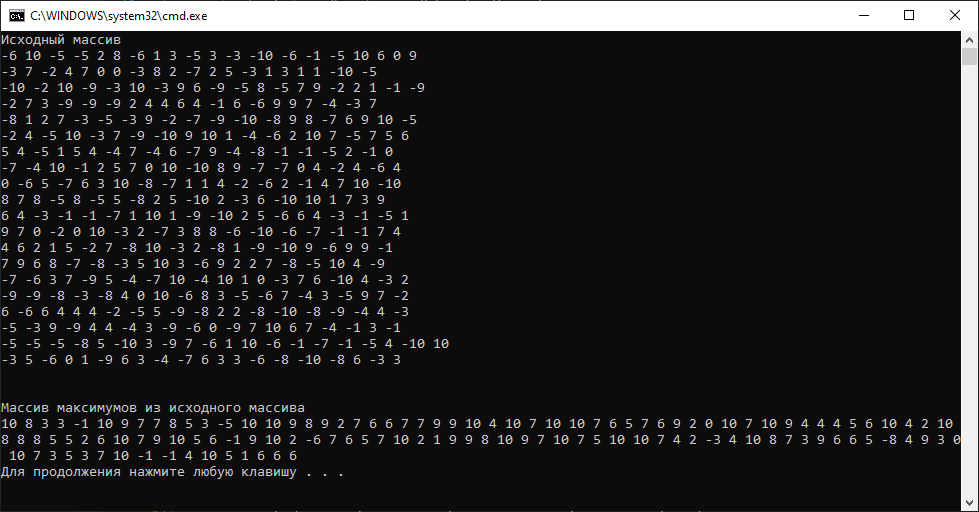 C:\WINDOWS\system32\cmd.exe
Исходный массив
-6 10 -5 -5 2 8 -6 1 3 -5 3 -3 -10 -6 -1 -5 10 6 0 9
-3 7 -2 4 7 0 0 -3 8 2 -7 2 5 -3 1 3 1 1 -10 -5
-10 -2 10 -9 -3 10 -3 9 6 -9 -5 8 -5 7 9 -2 2 1 -1 -9
-2 7 3 -9 -9 -9 2 4 4 6 4 -1 6 -6 9 9 7 -4 -3 7
-8 1 2 7 -3 -5 -3 9 -2 -7 -9 -10 -8 9 8 -7 6 9 10 -5
-2 4 -5 10 -3 7 -9 -10 9 10 1 -4 -6 2 10 7 -5 7 5 6
5 4 -5 1 5 4 -4 7 -4 6 -7 9 -4 -8 -1 -1 -5 2 -1 0
-7 -4 10 -1 2 5 7 0 10 -10 8 9 -7 -7 0 4 -2 4 -6 4
0 -6 5 -7 6 3 10 -8 -7 1 1 4 -2 -6 2 -1 4 7 10 -10
8 7 8 -5 8 -5 5 -8 2 5 -10 2 -3 6 -10 10 1 7 3 9
6 4 -3 -1 -1 -7 1 10 1 -9 -10 2 5 -6 6 4 -3 -1 -5 1
9 7 0 -2 0 10 -3 2 -7 3 8 8 -6 -10 -6 -7 -1 -1 7 4
4 6 2 1 5 -2 7 -8 10 -3 2 -8 1 -9 -10 9 -6 9 9 -1
7 9 6 8 -7 -8 -3 5 10 3 -6 9 2 2 7 -8 -5 10 4 -9
-7 -6 3 7 -9 5 -4 -7 10 -4 10 1 0 -3 7 6 -10 4 -3 2
-9 -9 -8 -3 -8 4 0 10 -6 8 3 -5 -6 7 -4 3 -5 9 7 -2
6 -6 6 4 4 4 -2 -5 5 -9 -8 2 2 -8 -10 -8 -9 -4 4 -3
-5 -3 9 -9 4 4 -4 3 -9 -6 0 -9 7 10 6 7 -4 -1 3 -1
-5 -5 -5 -8 5 -10 3 -9 7 -6 1 10 -6 -1 -7 -1 -5 4 -10 10
-3 5 -6 0 1 -9 6 3 -4 -7 6 3 3 -6 -8 -10 -8 6 -3 3
Массив максимумов из исходного массива
10 8 3 3 -1 10 9 7 7 8 5 3 -5 10 10 9 8 9 2 7 6 6 7 7 9 9 10 4 10 7 10 10 7 6 5 7 6 9 2 0 10 7 10 9 4 4 4 5 6 10 4 2 10
8 8 8 5 5 2 6 10 7 9 10 5 6 -1 9 10 2 -6 7 6 5 7 10 2 1 9 9 8 10 9 7 10 7 5 10 10 7 4 2 -3 4 10 8 7 3 9 6 6 5 -8 4 9 3 0
10 7 3 5 3 7 10 -1 -1 4 10 5 1 6 6 6
Для продолжения нажмите любую клавишу . . .